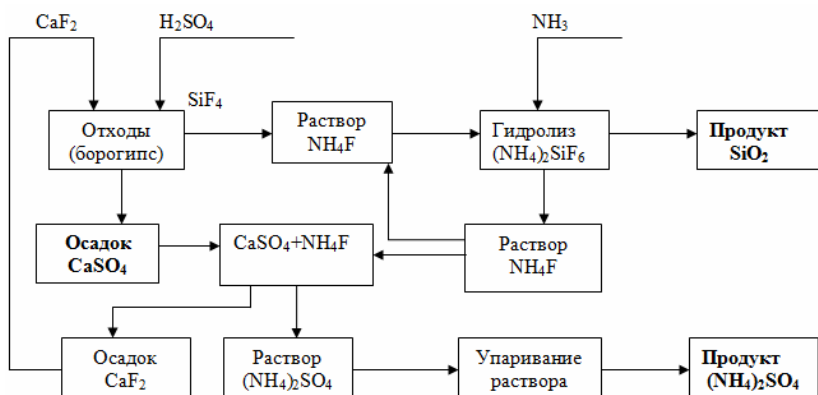 CaF2
H2SO4
NH3
SiF4
Отходы
(борогипс)
Раствор
NH4F
Гидролиз
(NH4)2SiF6
Продукт
SiO2
Осадок
CaSO4
CaSO4+NH4F
Раствор
NH4F
Осадок
CaF2
Раствор
(NH4)2SO4
Упаривание
раствора
Продукт
(NH4)2SO4